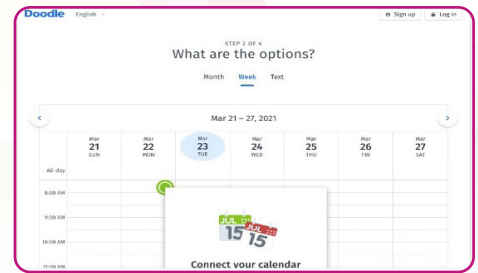 Doodle English Sign up Log in
STEP 2 OF 4
What are the options?
Month Week Text
Mar 21 – 27, 2021
Mar Mar Mar Mar Mar Mar Mar
21 22 23 24 25 26 27
SUN MON TUE WED THU FRI SAT
All day
8:00 AM
9:00 AM
JUL JUL
15 15
10:00 AM
Connect your calendar
11:00 AM